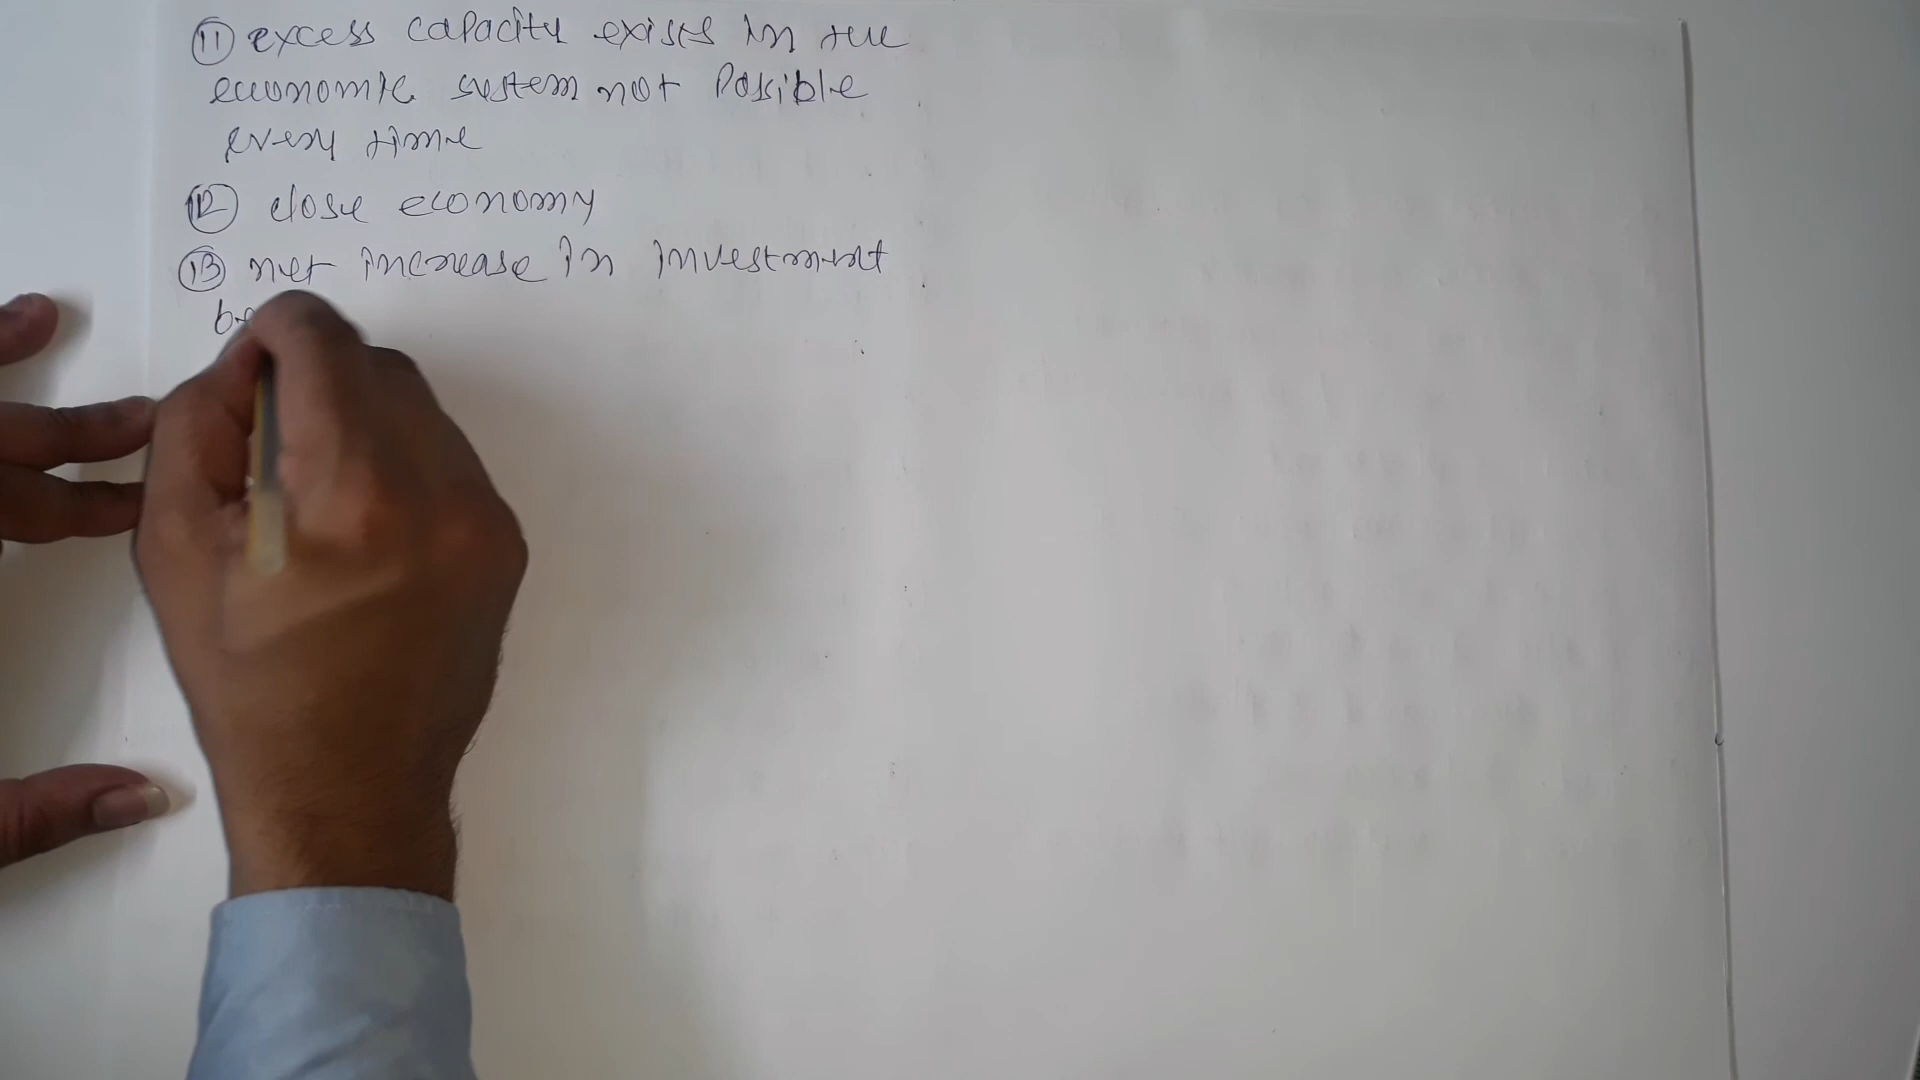 ⑪ excess capacity exists in the
economic system not Possible
every time
⑫ close economy
⑬ net increase in investment
be